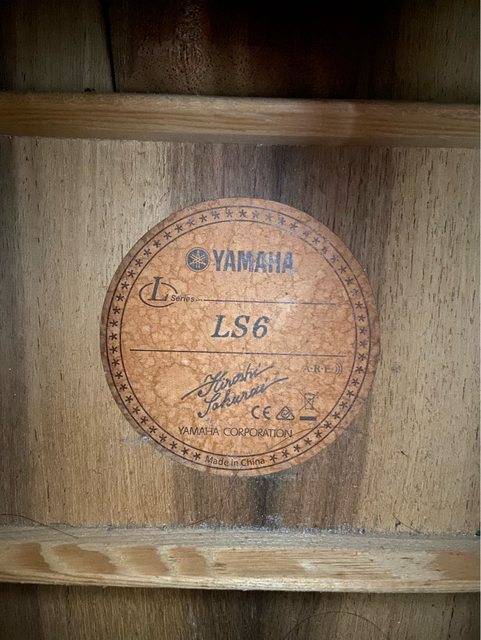 YAMAHA
L Series
LS6
A·R·E
Hiroshi
Sakurai
CE
YAMAHA CORPORATION
Made in China